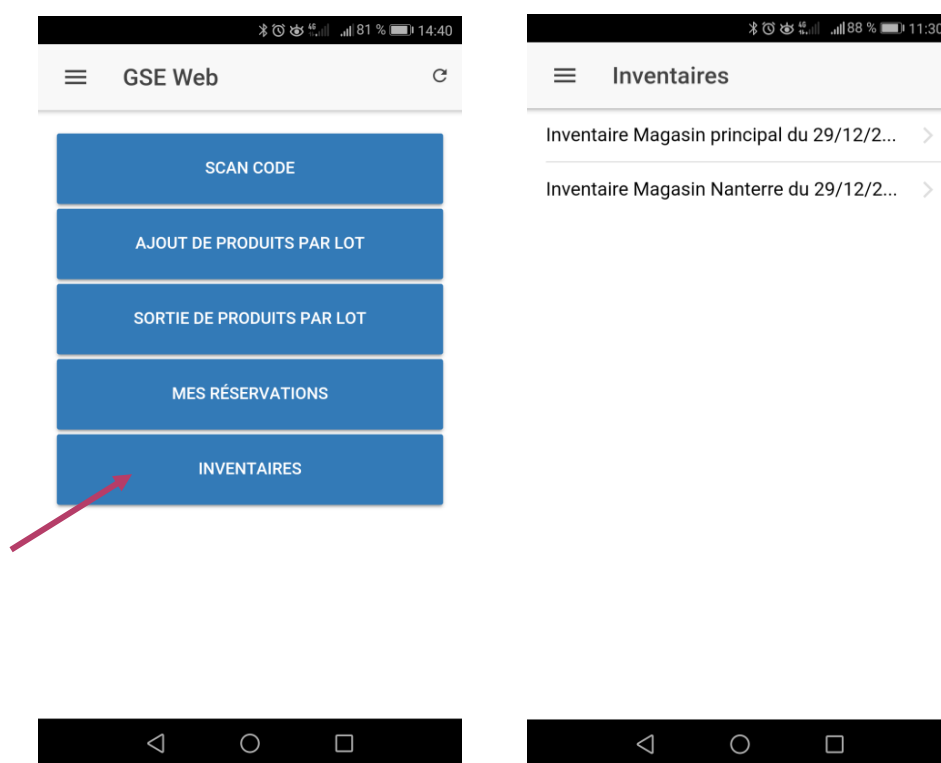 81 % 14:40
GSE Web
SCAN CODE
AJOUT DE PRODUITS PAR LOT
SORTIE DE PRODUITS PAR LOT
MES RÉSERVATIONS
INVENTAIRES
88 % 11:30
Inventaires
Inventaire Magasin principal du 29/12/2...
Inventaire Magasin Nanterre du 29/12/2...